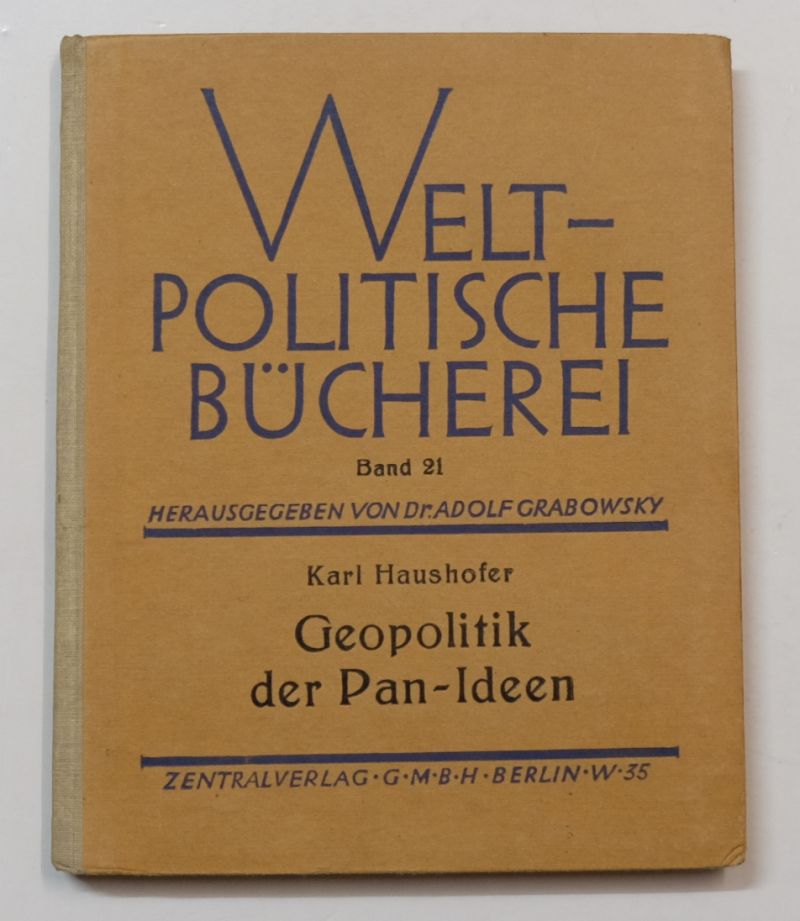 WELT-
POLITISCHE
BÜCHEREI
Band 21
HERAUSGEGEBEN VON Dr. ADOLF GRABOWSKY
Karl Haushofer
Geopolitik
der Pan-Ideen
ZENTRALVERLAG·G·M·B·H·BERLIN·W·35